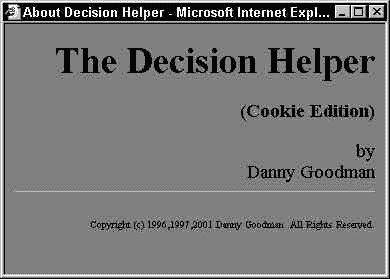 About Decision Helper - Microsoft Internet Expl...
The Decision Helper
(Cookie Edition)
by
Danny Goodman
Copyright (c) 1996,1997,2001 Danny Goodman All Rights Reserved.